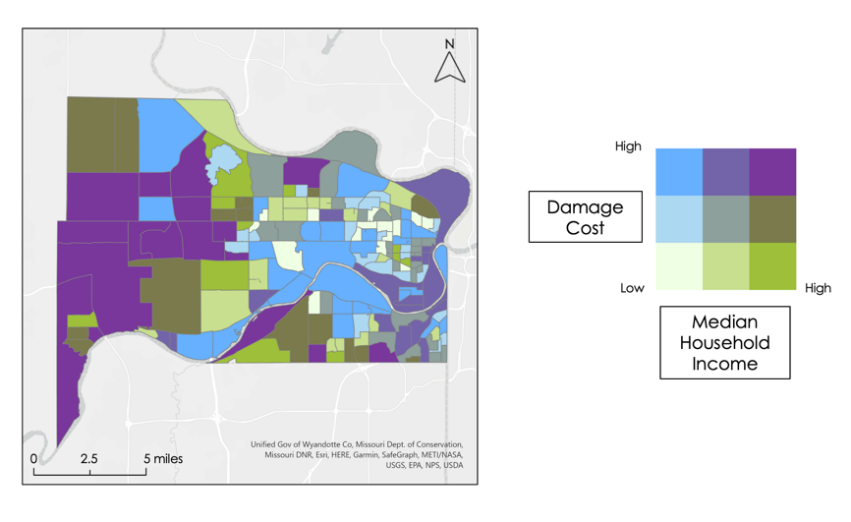 N
0
2.5
5 miles
Unified Gov of Wyandotte Co, Missouri Dept. of Conservation,
Missouri DNR, Esri, HERE, Garmin, SafeGraph, METI/NASA,
USGS, EPA, NPS, USDA
High
Damage
Cost
Low
High
Median
Household
Income